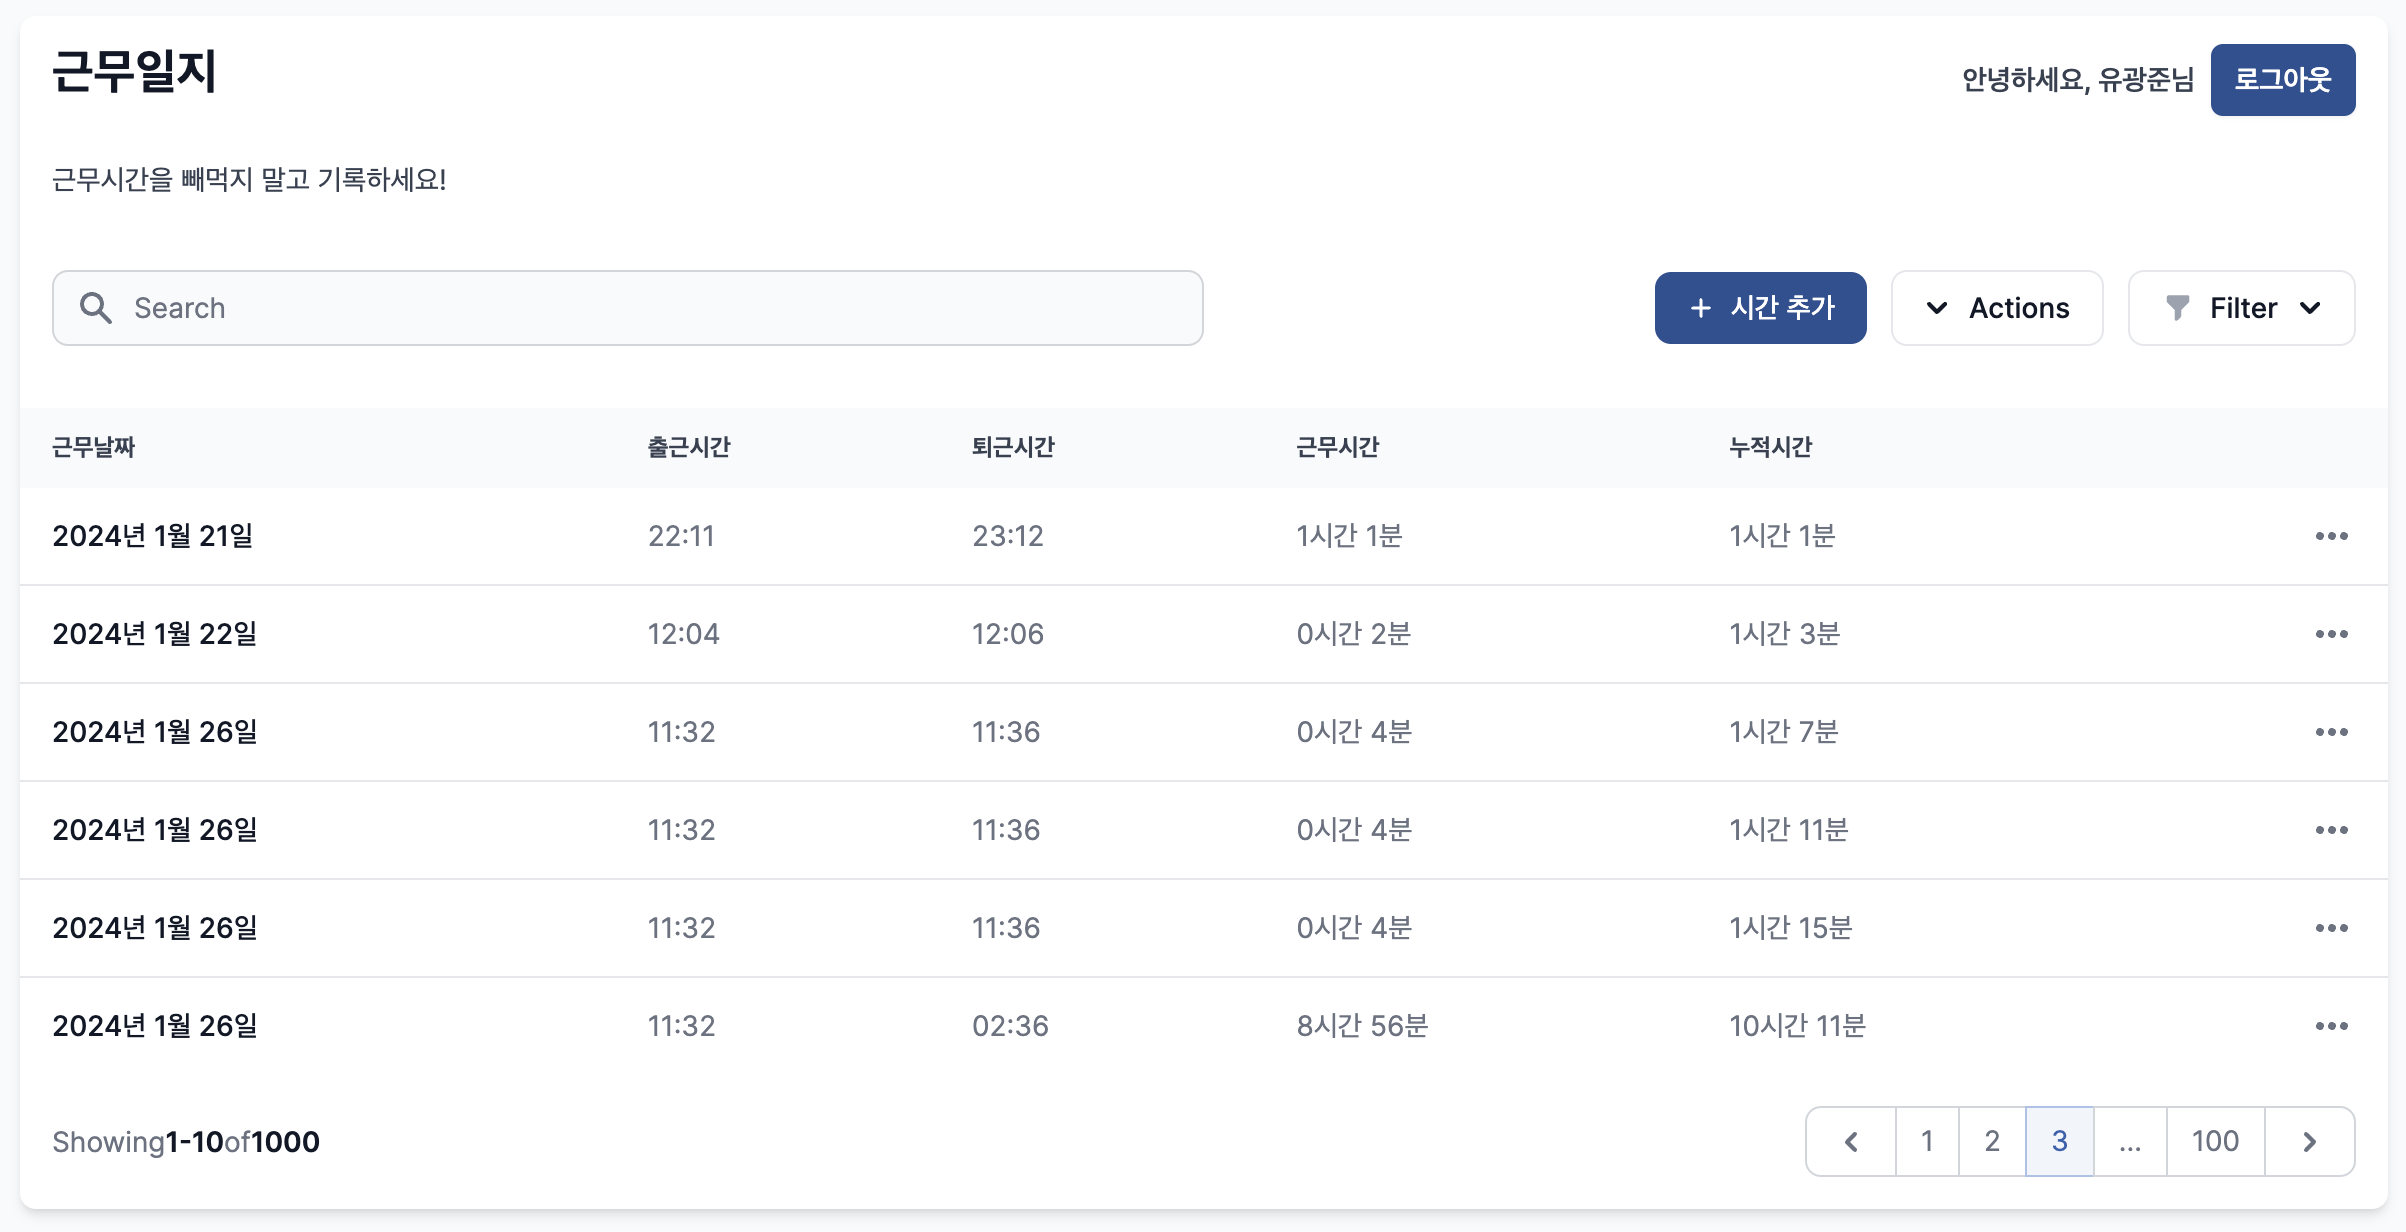 근무일지
안녕하세요, 유광준님 로그아웃
근무시간을 빼먹지 말고 기록하세요!
Search + 시간 추가 Actions Filter
근무날짜 출근시간 퇴근시간 근무시간 누적시간
2024년 1월 21일 22:11 23:12 1시간 1분 1시간 1분 •••
2024년 1월 22일 12:04 12:06 0시간 2분 1시간 3분 •••
2024년 1월 26일 11:32 11:36 0시간 4분 1시간 7분 •••
2024년 1월 26일 11:32 11:36 0시간 4분 1시간 11분 •••
2024년 1월 26일 11:32 11:36 0시간 4분 1시간 15분 •••
2024년 1월 26일 11:32 02:36 8시간 56분 10시간 11분 •••
Showing1-10of1000 1 2 3 ... 100